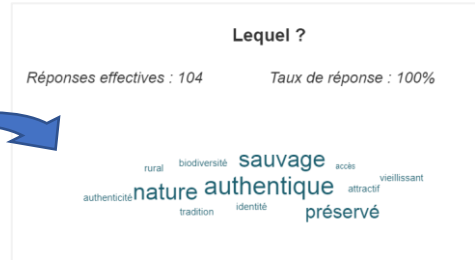 Lequel ?
Réponses effectives : 104 Taux de réponse : 100%
rural biodiversité sauvage accès
vieillissant
authenticité nature authentique attractif
tradition identité préservé